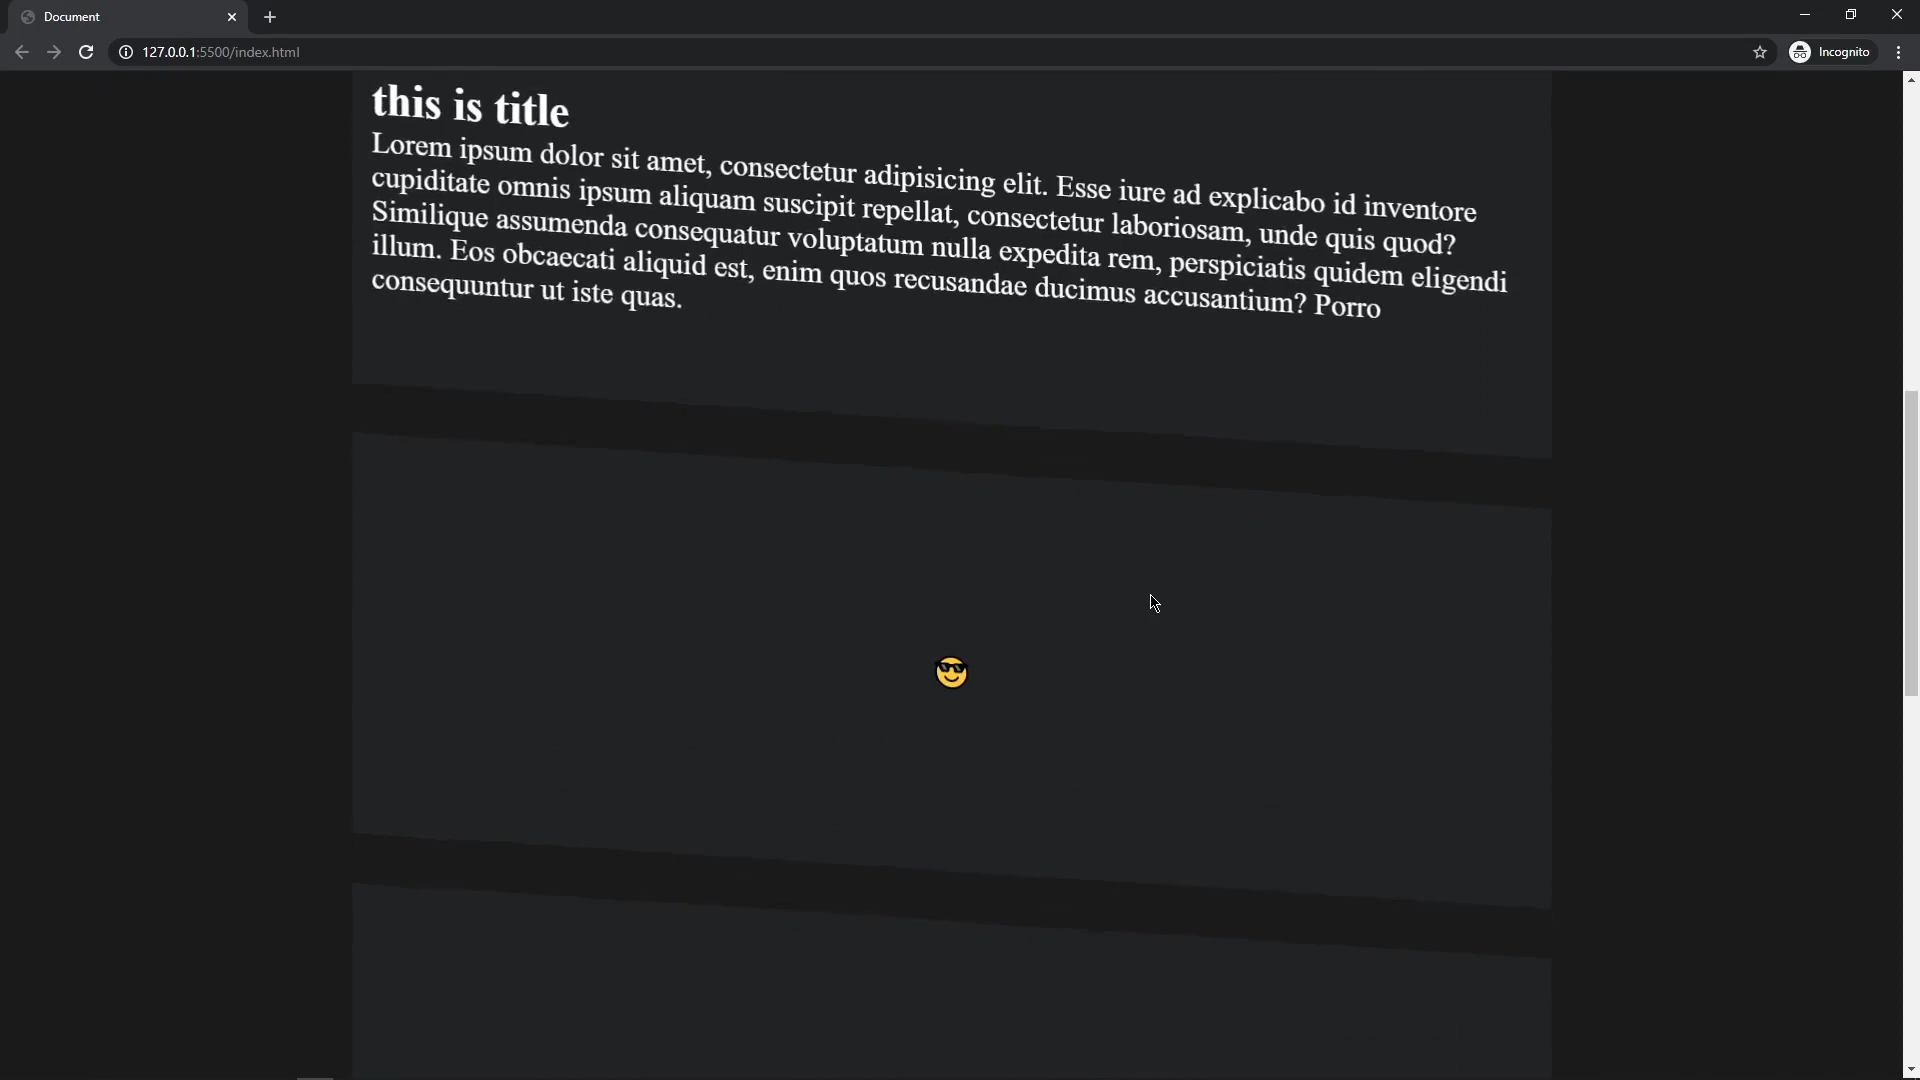 Document
127.0.0.1:5500/index.html
Incognito
this is title
Lorem ipsum dolor sit amet, consectetur adipisicing elit. Esse iure ad explicabo id inventore
cupiditate omnis ipsum aliquam suscipit repellat, consectetur laboriosam, unde quis quod?
Similique assumenda consequatur voluptatum nulla expedita rem, perspiciatis quidem eligendi
illum. Eos obcaecati aliquid est, enim quos recusandae ducimus accusantium? Porro
consequuntur ut iste quas.